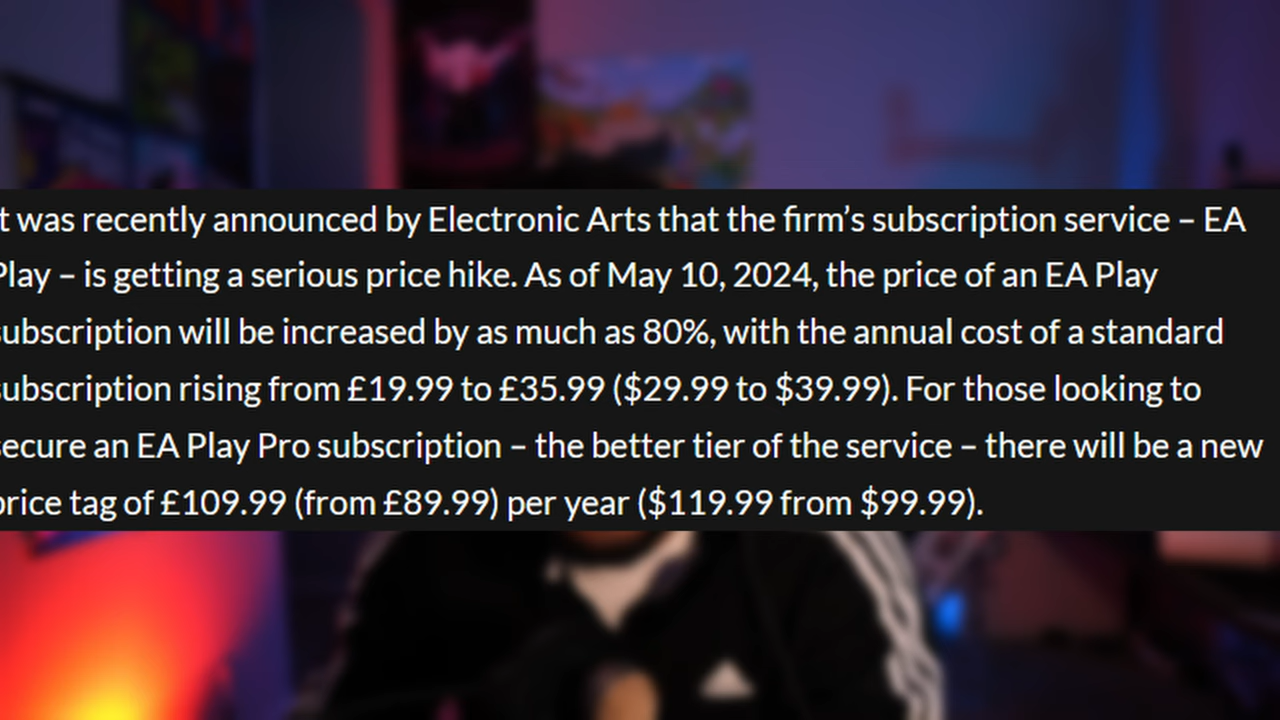 t was recently announced by Electronic Arts that the firm’s subscription service – EA
Play – is getting a serious price hike. As of May 10, 2024, the price of an EA Play
subscription will be increased by as much as 80%, with the annual cost of a standard
subscription rising from £19.99 to £35.99 ($29.99 to $39.99). For those looking to
secure an EA Play Pro subscription – the better tier of the service – there will be a new
price tag of £109.99 (from £89.99) per year ($119.99 from $99.99).